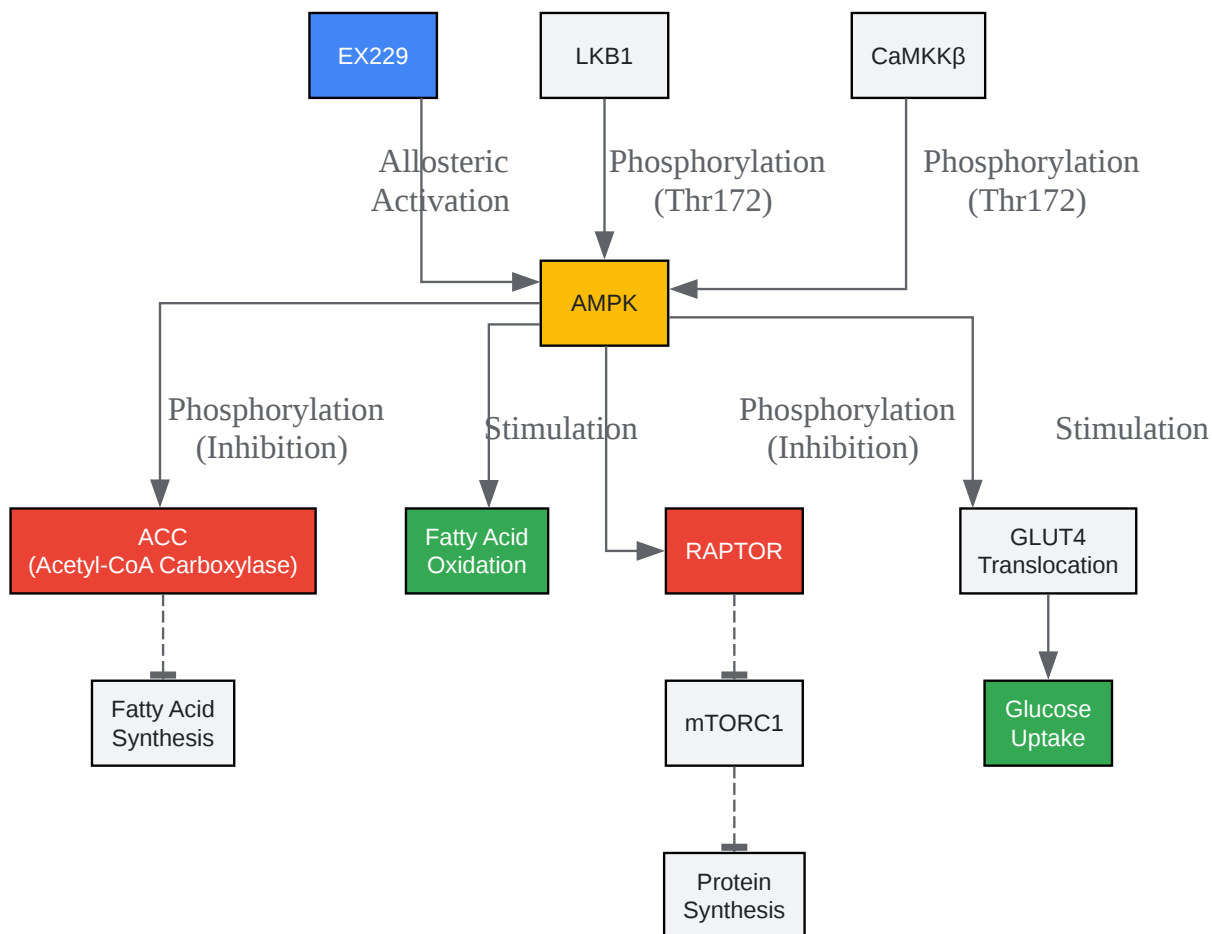 EX229
LKB1
CaMKKβ
Allosteric
Activation
Phosphorylation
(Thr172)
Phosphorylation
(Thr172)
AMPK
Phosphorylation
(Inhibition)
Stimulation
Phosphorylation
(Inhibition)
Stimulation
ACC
(Acetyl-CoA Carboxylase)
Fatty Acid
Oxidation
RAPTOR
GLUT4
Translocation
Fatty Acid
Synthesis
mTORC1
Glucose
Uptake
Protein
Synthesis